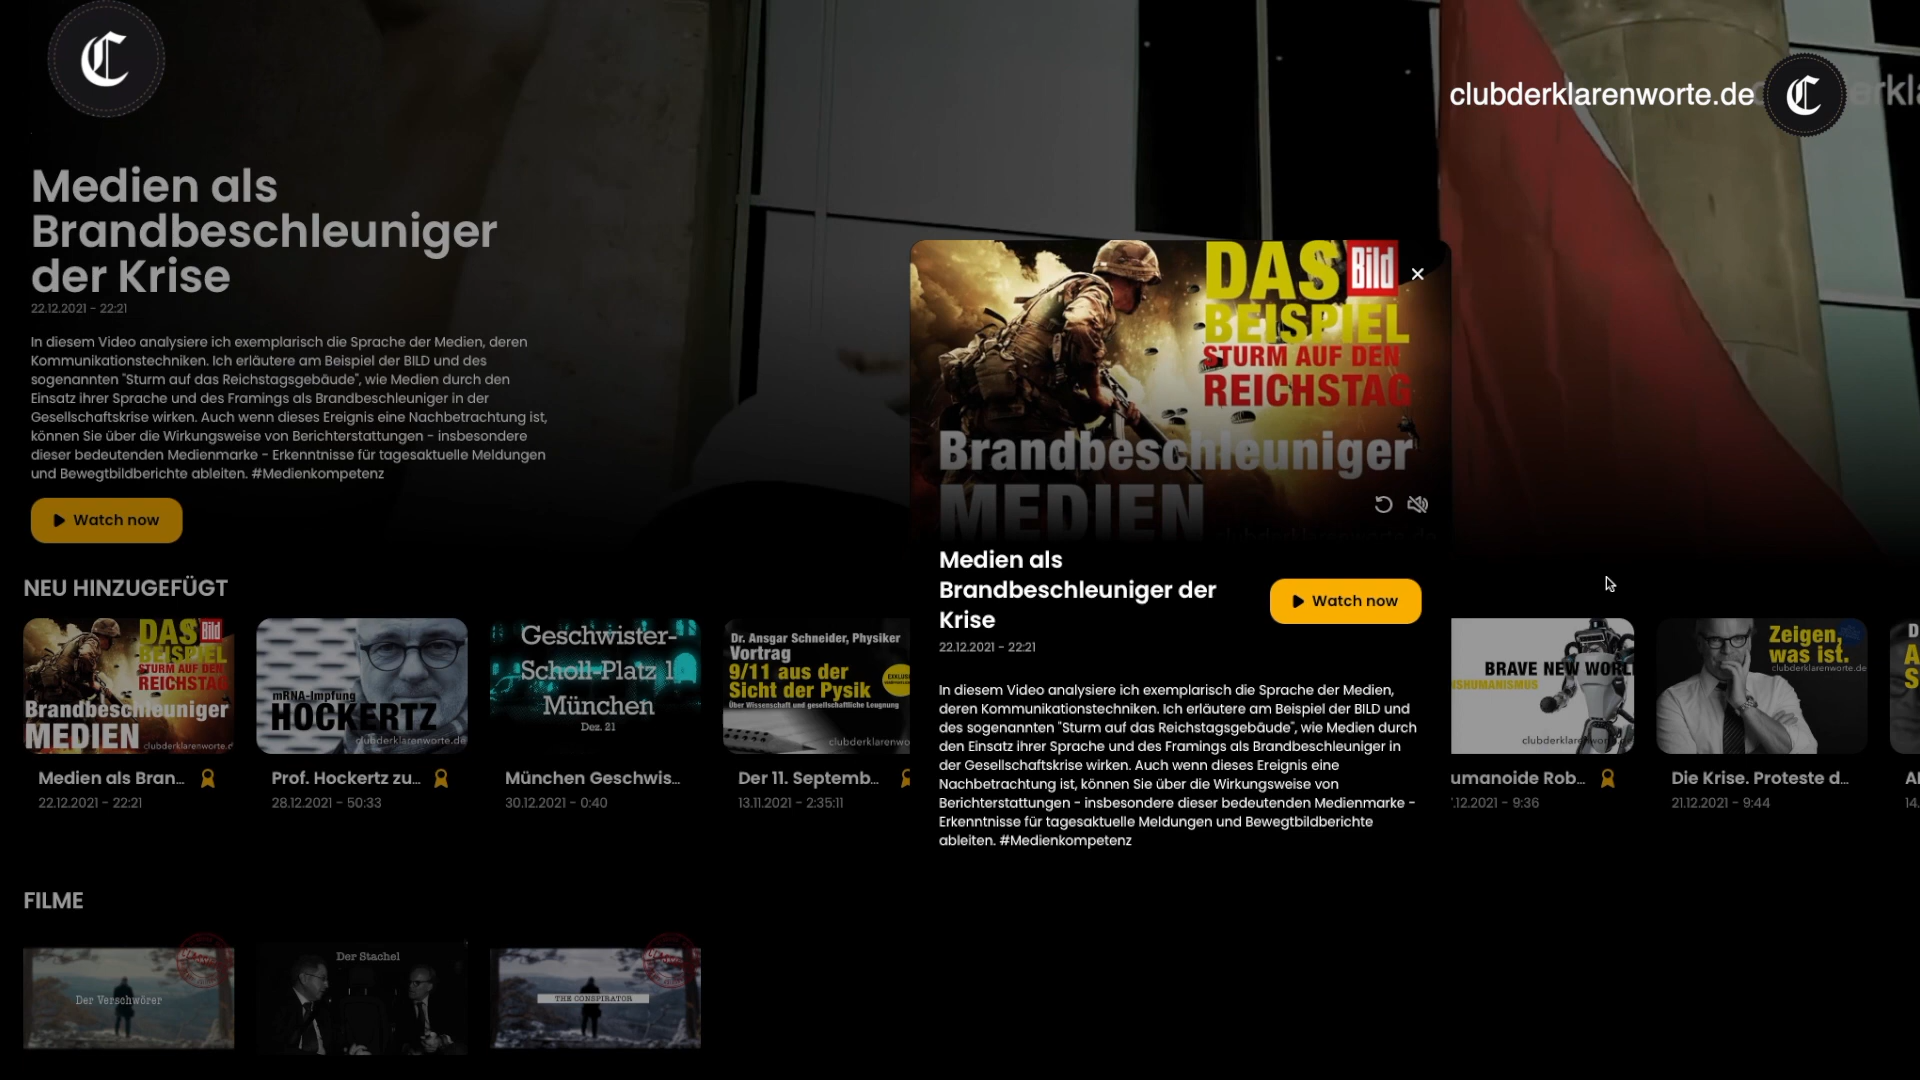 C
clubderklarenworte.de
C
Medien als
Brandbeschleuniger
der Krise
22.12.2021 - 22:21
In diesem Video analysiere ich exemplarisch die Sprache der Medien, deren
Kommunikationstechniken. Ich erläutere am Beispiel der BILD und des
sogenannten "Sturm auf das Reichstagsgebäude", wie Medien durch den
Einsatz ihrer Sprache und des Framings als Brandbeschleuniger in der
Gesellschaftskrise wirken. Auch wenn dieses Ereignis eine Nachbetrachtung ist,
können Sie über die Wirkungsweise von Berichterstattungen - insbesondere
dieser bedeutenden Medienmarke - Erkenntnisse für tagesaktuelle Meldungen
und Bewegtbildberichte ableiten. #Medienkompetenz
Watch now
DAS Bild
BEISPIEL
STURM AUF DEN
REICHSTAG
Brandbeschleuniger
MEDIEN
Medien als
Brandbeschleuniger der
Krise
22.12.2021 - 22:21
Watch now
In diesem Video analysiere ich exemplarisch die Sprache der Medien,
deren Kommunikationstechniken. Ich erläutere am Beispiel der BILD und
des sogenannten "Sturm auf das Reichstagsgebäude", wie Medien durch
den Einsatz ihrer Sprache und des Framings als Brandbeschleuniger in
der Gesellschaftskrise wirken. Auch wenn dieses Ereignis eine
Nachbetrachtung ist, können Sie über die Wirkungsweise von
Berichterstattungen - insbesondere dieser bedeutenden Medienmarke -
Erkenntnisse für tagesaktuelle Meldungen und Bewegtbildberichte
ableiten. #Medienkompetenz
NEU HINZUGEFÜGT
DAS Bild
BEISPIEL
STURM AUF DEN
REICHSTAG
Brandbeschleuniger
MEDIEN clubderklarenworte.d
Medien als Bran...
22.12.2021 - 22:21
mRNA-Impfung
HOCKERTZ
clubderklarenworte.de
Prof. Hockertz zu...
28.12.2021 - 50:33
Geschwister-
Scholl-Platz 1
München
Dez. 21
München Geschwis...
30.12.2021 - 0:40
Dr. Ansgar Schneider, Physiker
Vortrag
9/11 aus der
Sicht der Pysik
Über Wissenschaft und gesellschaftliche Leugnung
clubderklarenwo
Der 11. Septemb...
13.11.2021 - 2:35:11
BRAVE NEW WORL
SHUMANISMUS
umanoide Rob...
.12.2021 - 9:36
Zeigen,
was ist.
clubderklarenworte.de
Die Krise. Proteste d...
21.12.2021 - 9:44
14.
FILME
Der Verschwörer
Der Stachel
THE CONSPIRATOR